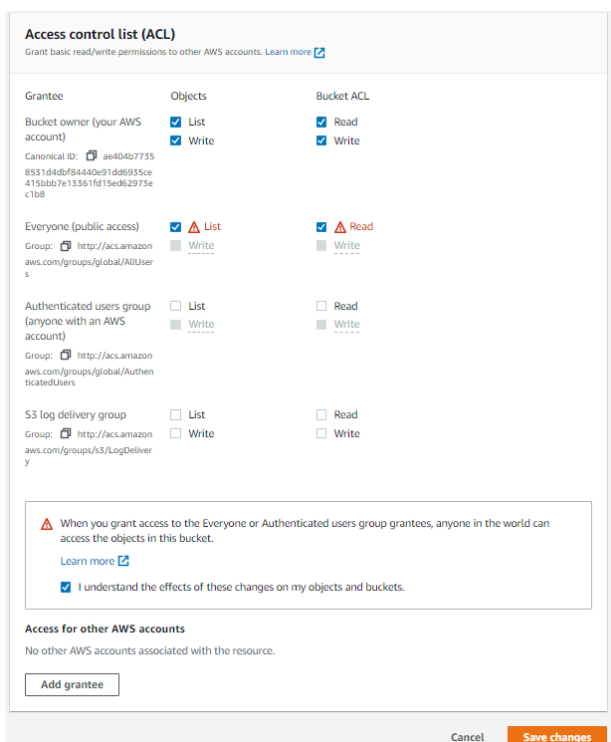 Access control list (ACL)
Grant basic read/write permissions to other AWS accounts. Learn more
Grantee Objects Bucket ACL
Bucket owner (your AWS account)
Canonical ID: ae404b7735
8531d4dbf84440e91dd6935ce
415bbb7e13361fd15ed62973e
c1b8
List
Write
Read
Write
Everyone (public access)
Group: http://acs.amazon
aws.com/groups/global/AllUser
s
List
Write
Read
Write
Authenticated users group
(anyone with an AWS
account)
Group: http://acs.amazon
aws.com/groups/global/Authen
ticatedUsers
List
Write
Read
Write
S3 log delivery group
Group: http://acs.amazon
aws.com/groups/s3/LogDeliver
y
List
Write
Read
Write
When you grant access to the Everyone or Authenticated users group grantees, anyone in the world can
access the objects in this bucket.
Learn more
I understand the effects of these changes on my objects and buckets.
Access for other AWS accounts
No other AWS accounts associated with the resource.
Add grantee
Cancel Save changes